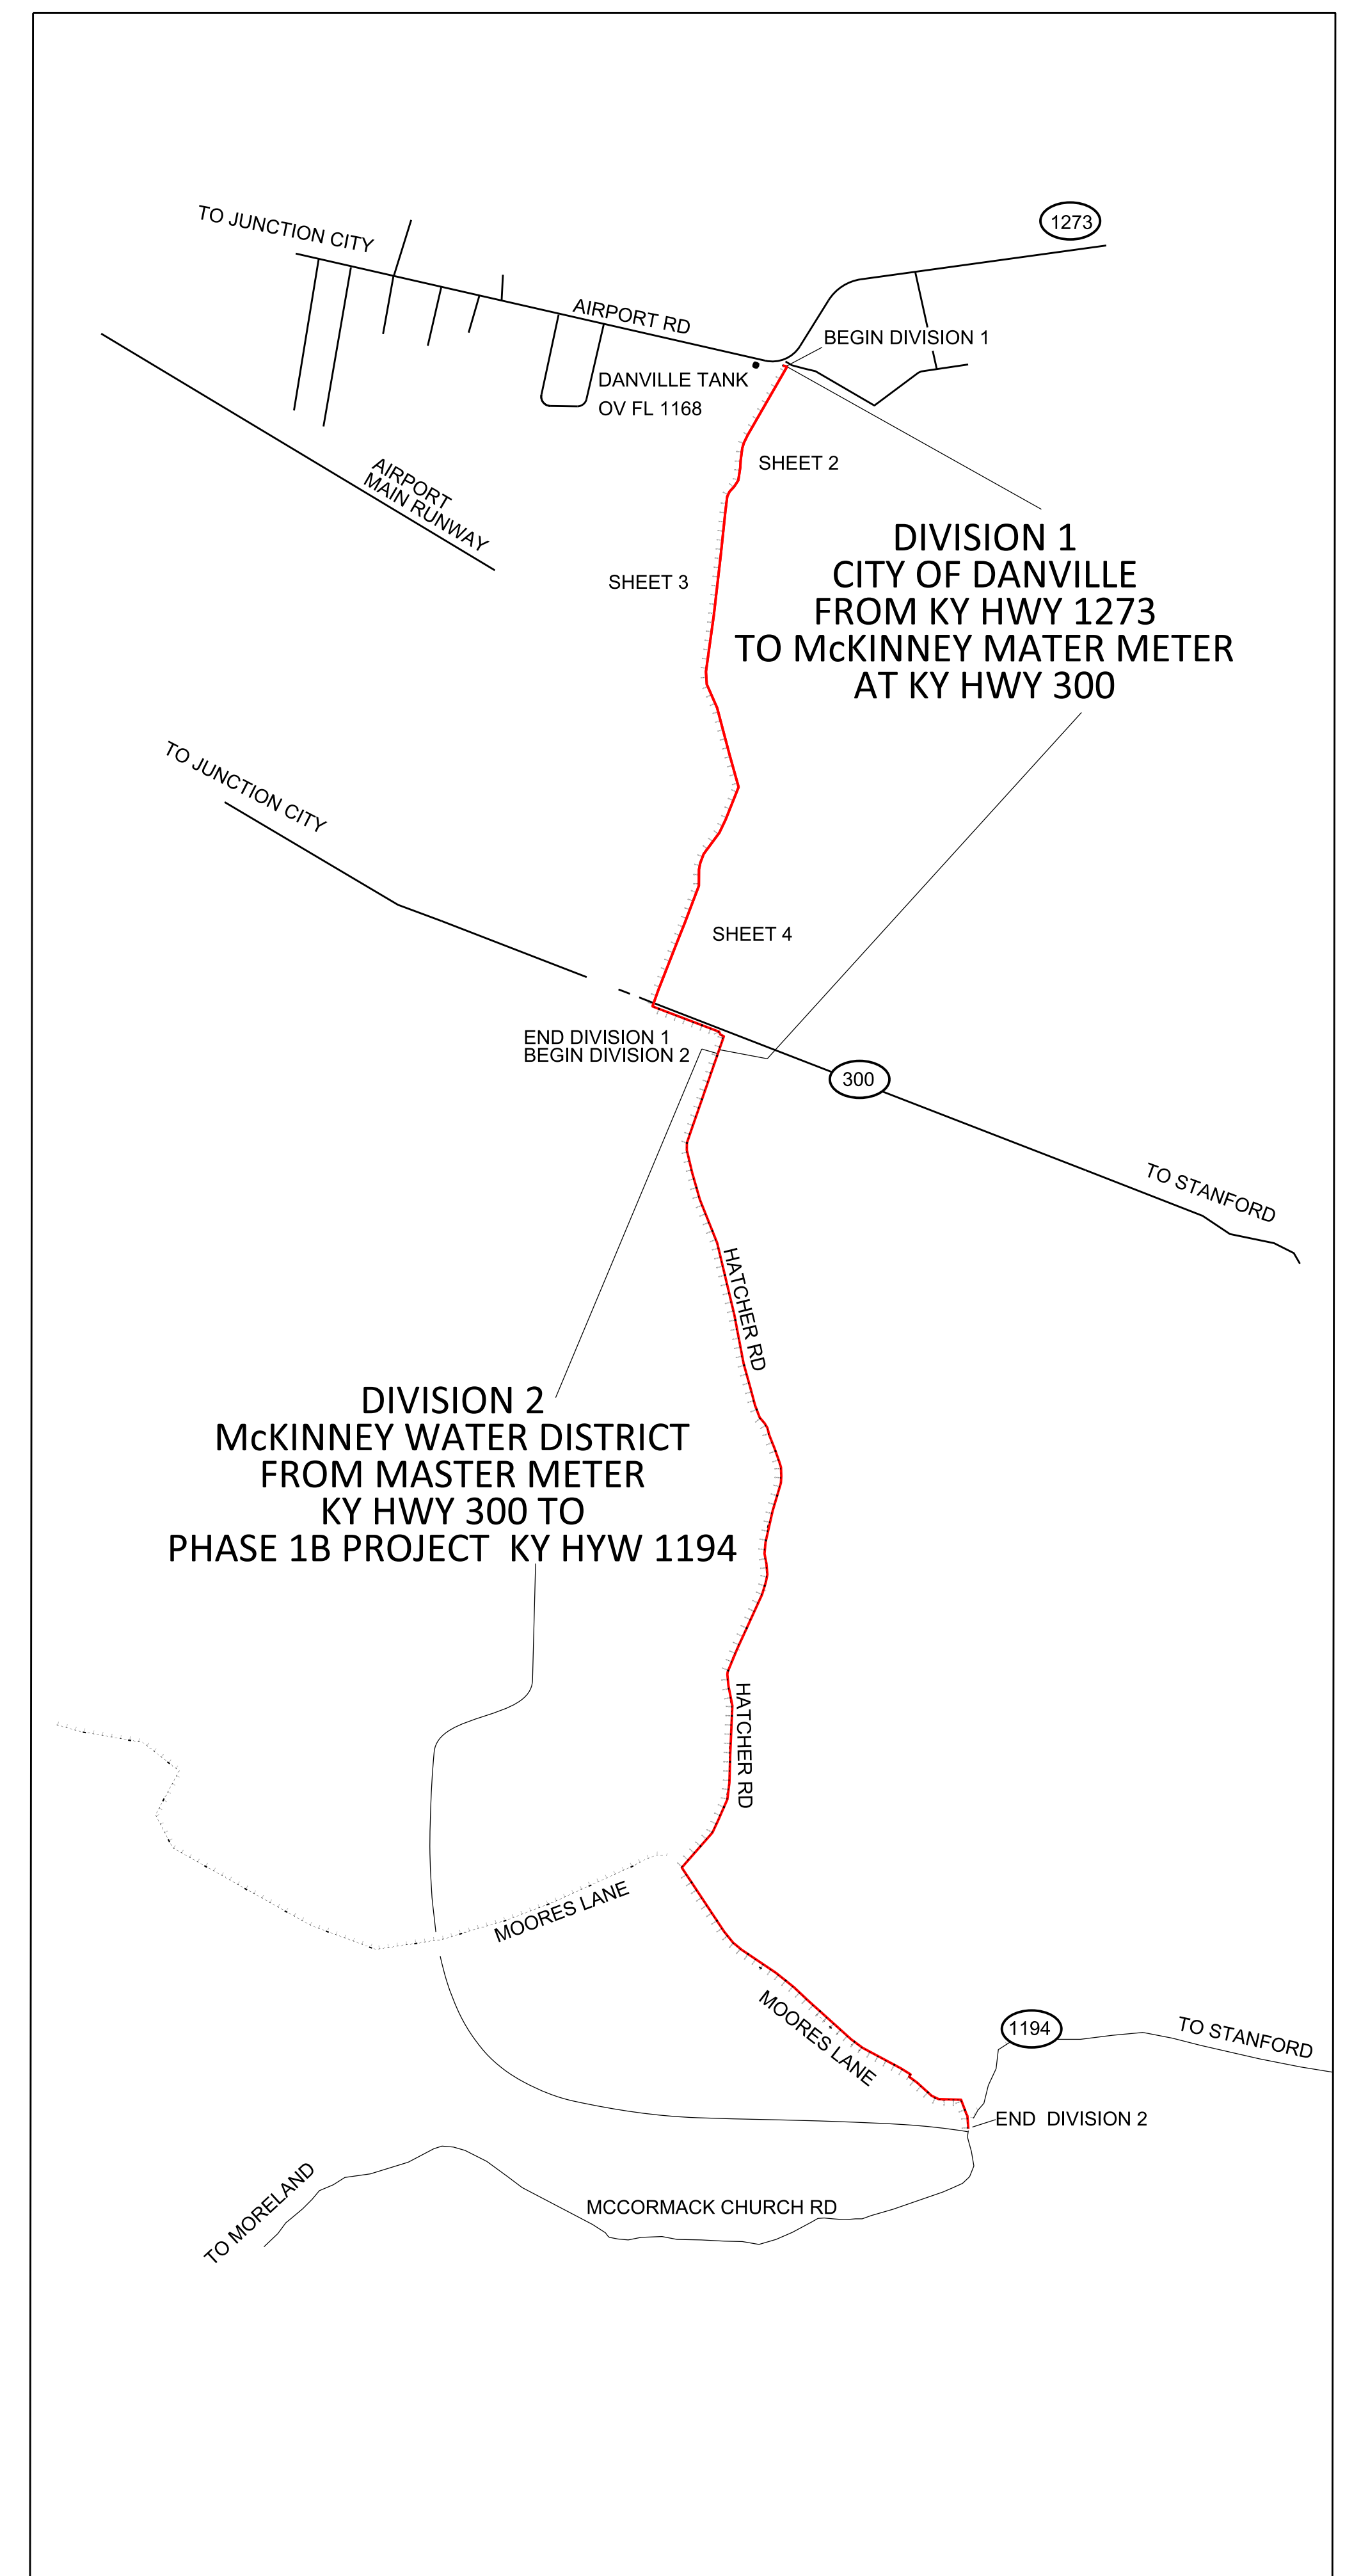 TO JUNCTION CITY
1273
AIRPORT RD
BEGIN DIVISION 1
DANVILLE TANK
OV FL 1168
SHEET 2
AIRPORT
MAIN RUNWAY
DIVISION 1
CITY OF DANVILLE
FROM KY HWY 1273
TO McKINNEY MATER METER
AT KY HWY 300
SHEET 3
TO JUNCTION CITY
SHEET 4
END DIVISION 1
BEGIN DIVISION 2
300
TO STANFORD
HATCHER RD
DIVISION 2
McKINNEY WATER DISTRICT
FROM MASTER METER
KY HWY 300 TO
PHASE 1B PROJECT  KY HYW 1194
HATCHER RD
MOORES LANE
MOORES LANE
1194
TO STANFORD
END  DIVISION 2
TO MORELAND
MCCORMACK CHURCH RD